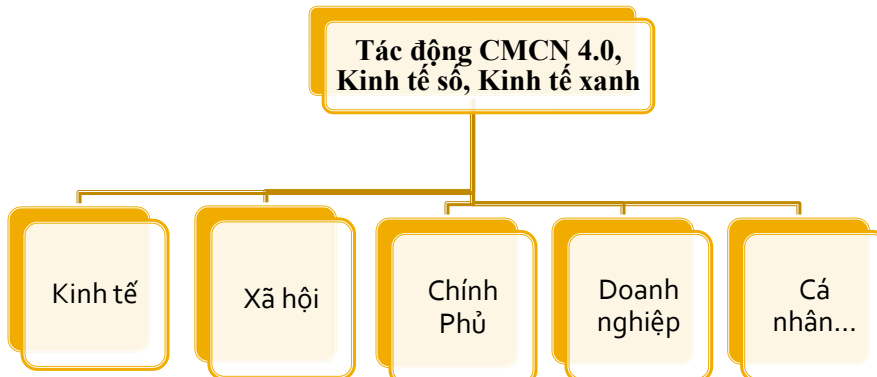 Tác động CMCN 4.0,
Kinh tế số, Kinh tế xanh
Kinh tế
Xã hội
Chính
Phủ
Doanh
nghiệp
Cá
nhân...